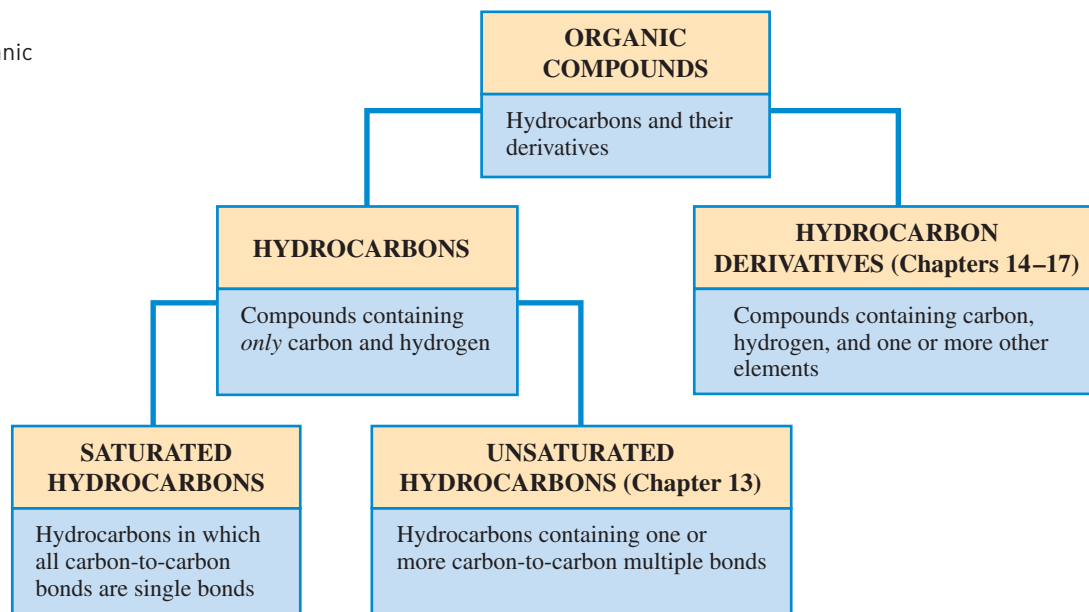 anic
ORGANIC
COMPOUNDS
Hydrocarbons and their
derivatives
HYDROCARBONS
Compounds containing
only carbon and hydrogen
HYDROCARBON
DERIVATIVES (Chapters 14–17)
Compounds containing carbon,
hydrogen, and one or more other
elements
SATURATED
HYDROCARBONS
Hydrocarbons in which
all carbon-to-carbon
bonds are single bonds
UNSATURATED
HYDROCARBONS (Chapter 13)
Hydrocarbons containing one or
more carbon-to-carbon multiple bonds